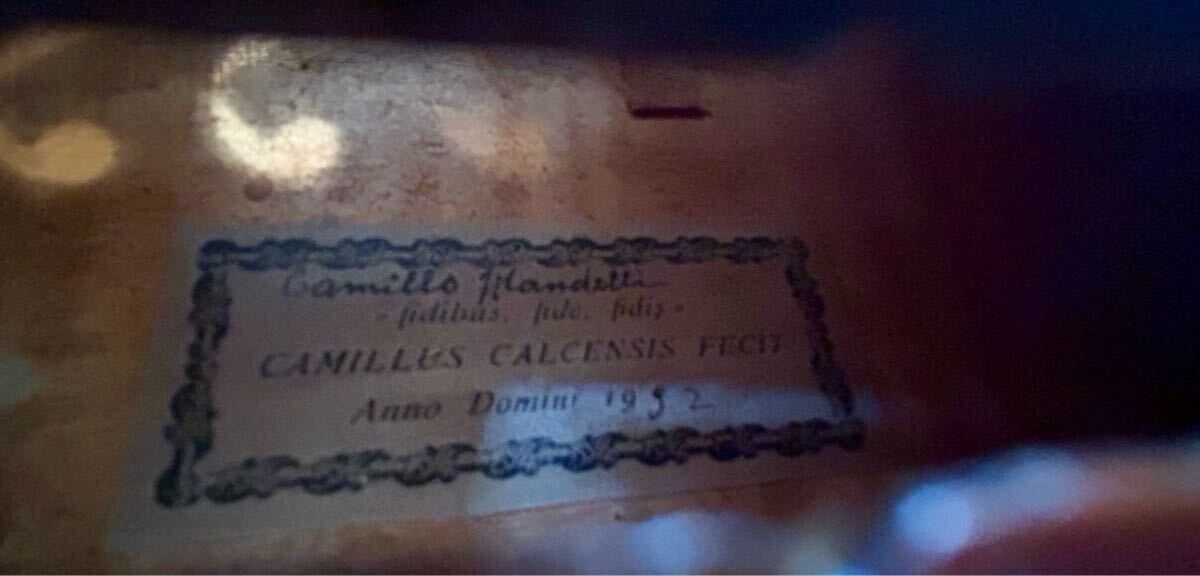 Camillo Mandelli
- fidibus, fide, fidis -
CAMILLUS CALCENSIS FECIT
Anno Domini 1952